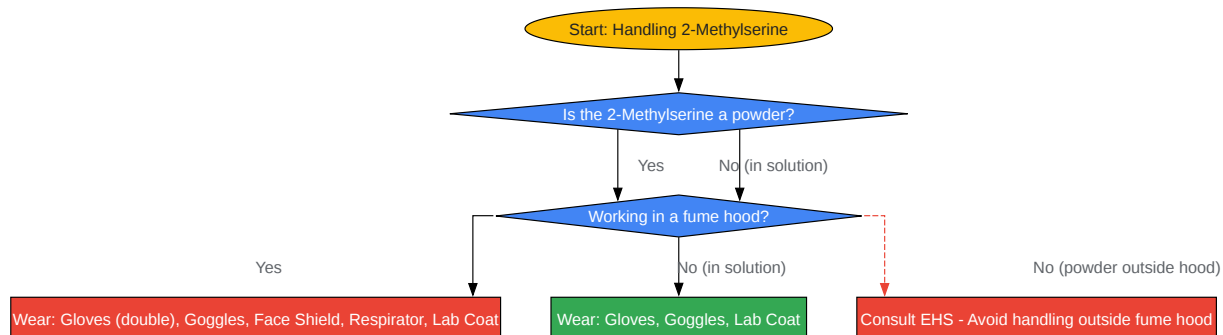 Start: Handling 2-Methylserine
Is the 2-Methylserine a powder?
Yes
No (in solution)
Working in a fume hood?
Yes
No (in solution)
No (powder outside hood)
Wear: Gloves (double), Goggles, Face Shield, Respirator, Lab Coat
Wear: Gloves, Goggles, Lab Coat
Consult EHS - Avoid handling outside fume hood